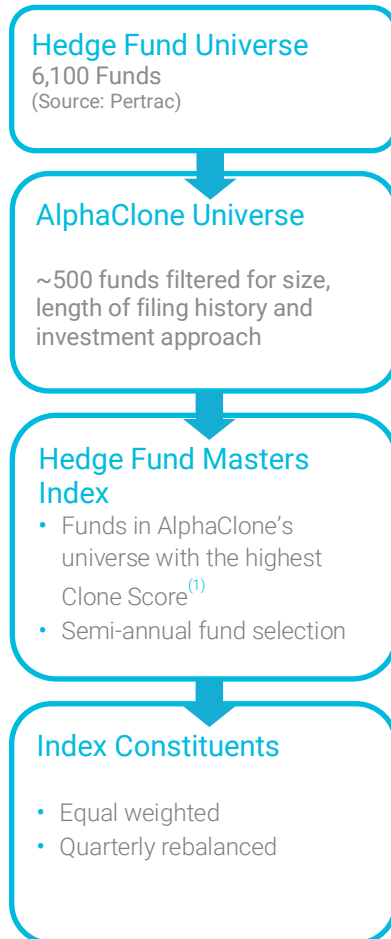 Hedge Fund Universe
6,100 Funds
(Source: Pertrac)
AlphaClone Universe
~500 funds filtered for size,
length of filing history and
investment approach
Hedge Fund Masters
Index
• Funds in AlphaClone's
universe with the highest
Clone Score(1)
• Semi-annual fund selection
Index Constituents
• Equal weighted
• Quarterly rebalanced